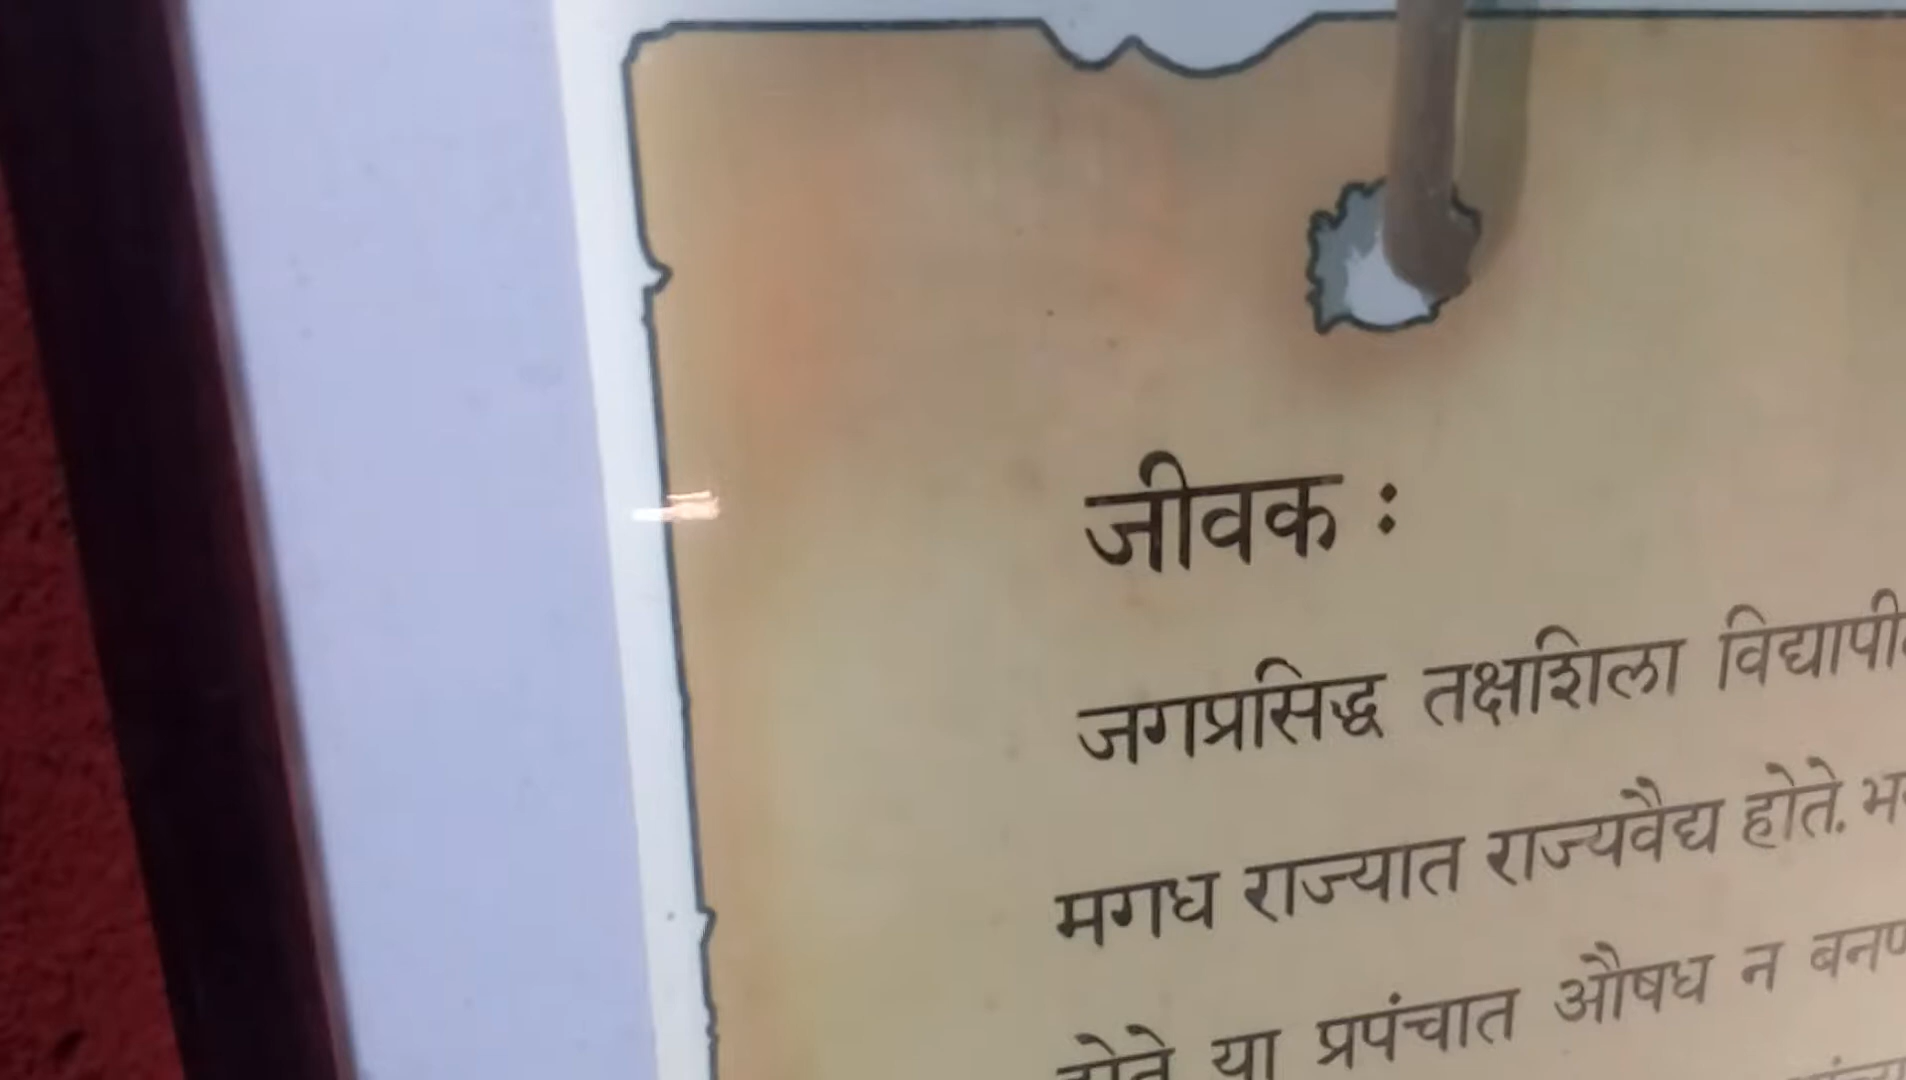 जीवक :
जगप्रसिद्ध तक्षशिला
मगध राज्यात राज्यवैद्य होते.
होते या प्रपंचात औषध न